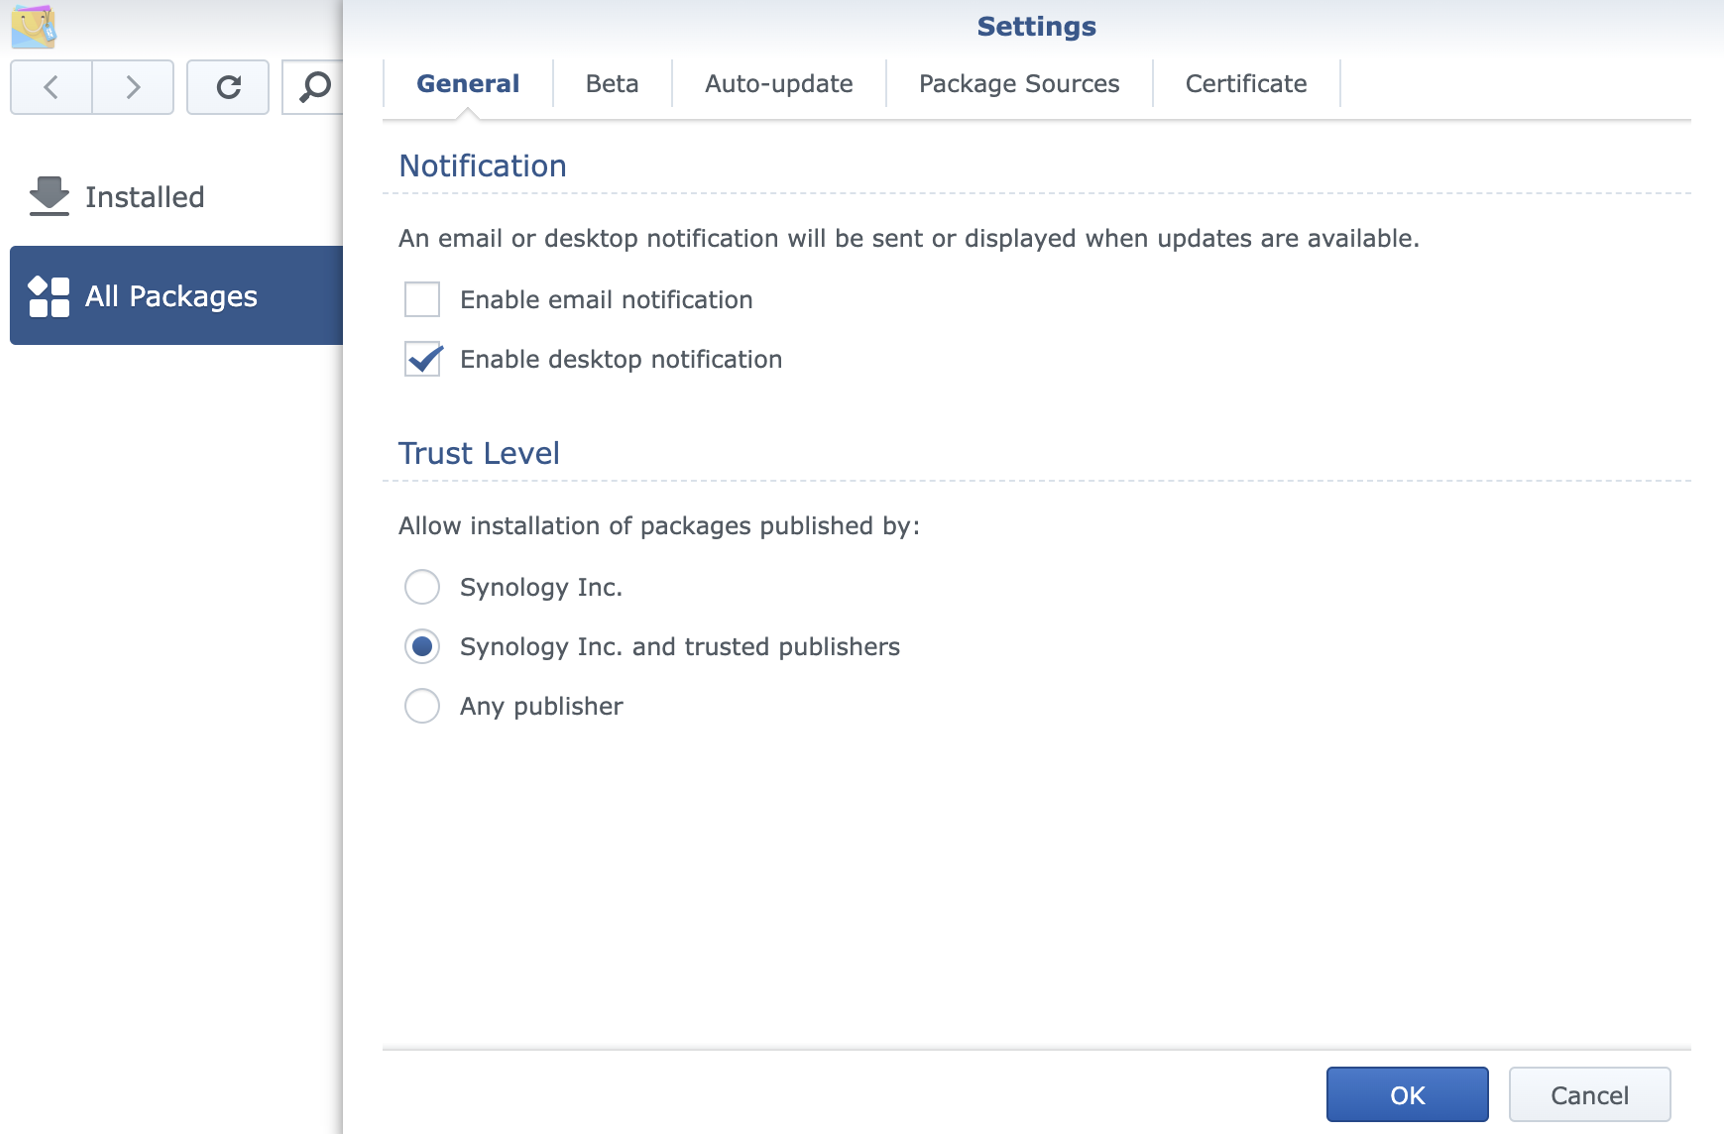 Settings
General
Beta
Auto-update
Package Sources
Certificate
Installed
All Packages
Notification
An email or desktop notification will be sent or displayed when updates are available.
Enable email notification
Enable desktop notification
Trust Level
Allow installation of packages published by:
Synology Inc.
Synology Inc. and trusted publishers
Any publisher
OK
Cancel